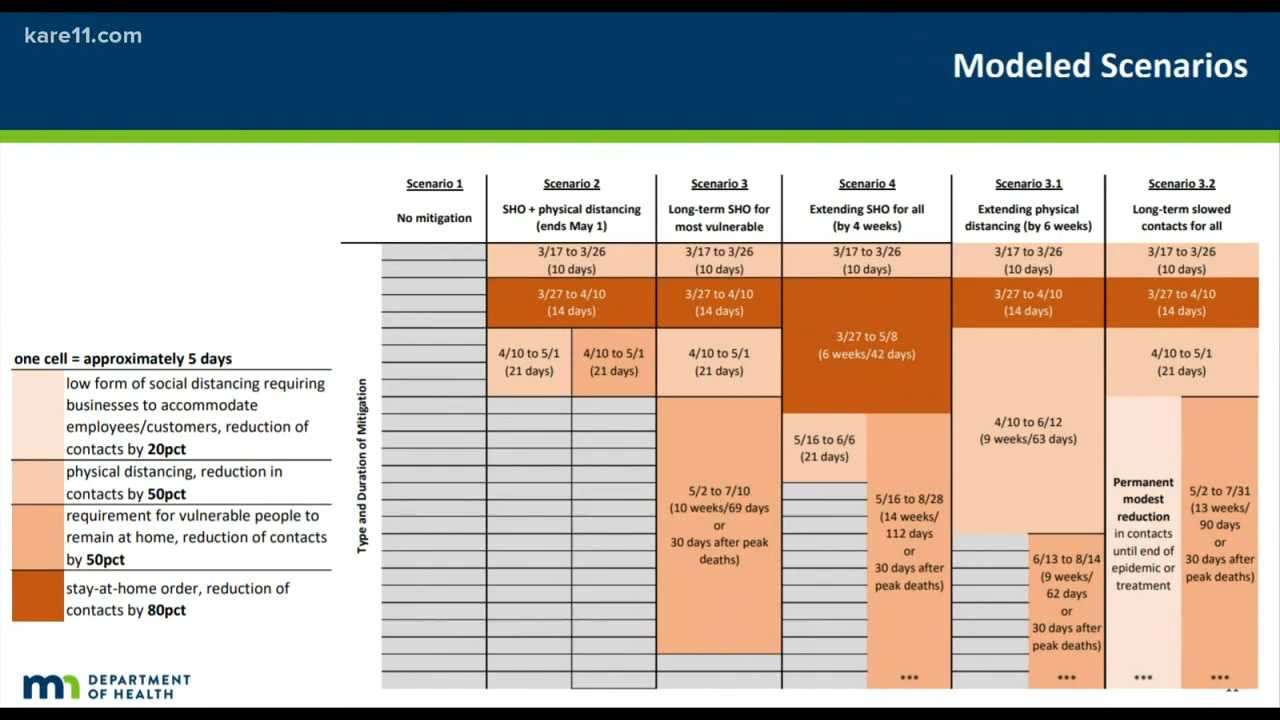 kare11.com
Modeled Scenarios
Scenario 1
No mitigation
Scenario 2
SHO + physical distancing
(ends May 1)
Scenario 3
Long-term SHO for
most vulnerable
Scenario 4
Extending SHO for all
(by 4 weeks)
Scenario 3.1
Extending physical
distancing (by 6 weeks)
Scenario 3.2
Long-term slowed
contacts for all
3/17 to 3/26
(10 days)
3/17 to 3/26
(10 days)
3/17 to 3/26
(10 days)
3/17 to 3/26
(10 days)
3/17 to 3/26
(10 days)
3/27 to 4/10
(14 days)
3/27 to 4/10
(14 days)
3/27 to 5/8
(6 weeks/42 days)
3/27 to 4/10
(14 days)
3/27 to 4/10
(14 days)
4/10 to 5/1
(21 days)
4/10 to 5/1
(21 days)
4/10 to 5/1
(21 days)
4/10 to 6/12
(9 weeks/63 days)
4/10 to 5/1
(21 days)
5/2 to 7/10
(10 weeks/69 days
or
30 days after peak
deaths)
5/16 to 6/6
(21 days)
5/16 to 8/28
(14 weeks/
112 days
or
30 days after
peak deaths)
***
6/13 to 8/14
(9 weeks/
62 days
or
30 days after
peak deaths)
***
Permanent
modest
reduction
in contacts
until end of
epidemic or
treatment
***
5/2 to 7/31
(13 weeks/
90 days
or
30 days after
peak deaths)
***
Type and Duration of Mitigation
one cell = approximately 5 days
low form of social distancing requiring
businesses to accommodate
employees/customers, reduction of
contacts by 20pct
physical distancing, reduction in
contacts by 50pct
requirement for vulnerable people to
remain at home, reduction of contacts
by 50pct
stay-at-home order, reduction of
contacts by 80pct
mn DEPARTMENT
OF HEALTH